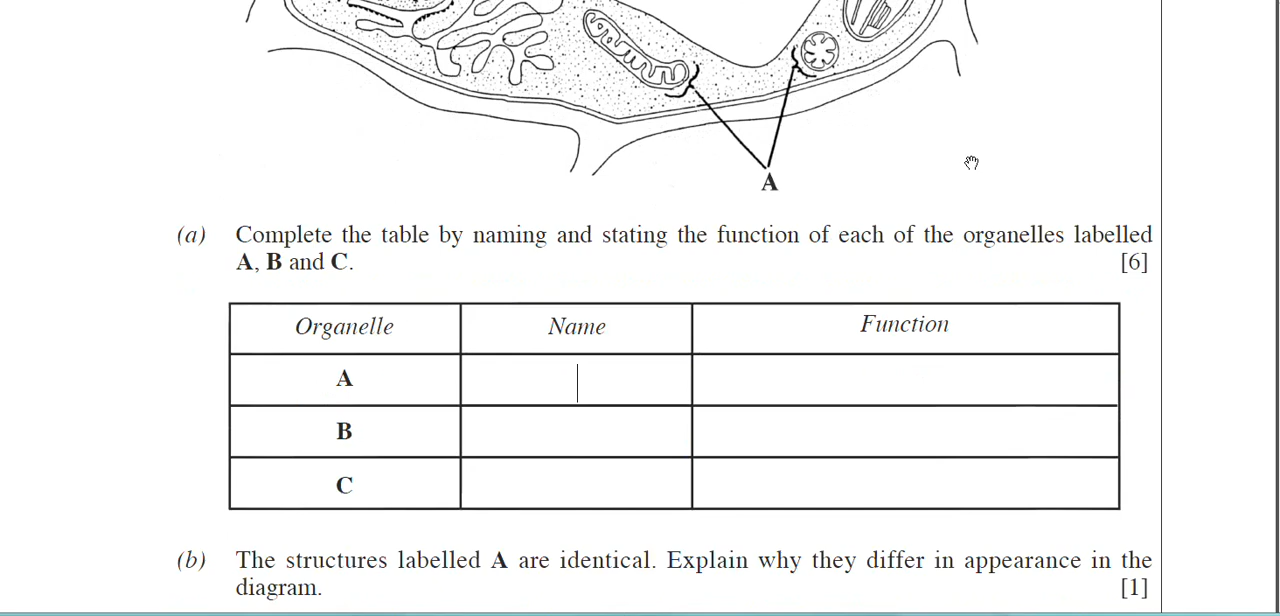 A
(a) Complete the table by naming and stating the function of each of the organelles labelled
A, B and C. [6]
Organelle Name Function
A
B
C
(b) The structures labelled A are identical. Explain why they differ in appearance in the
diagram. [1]